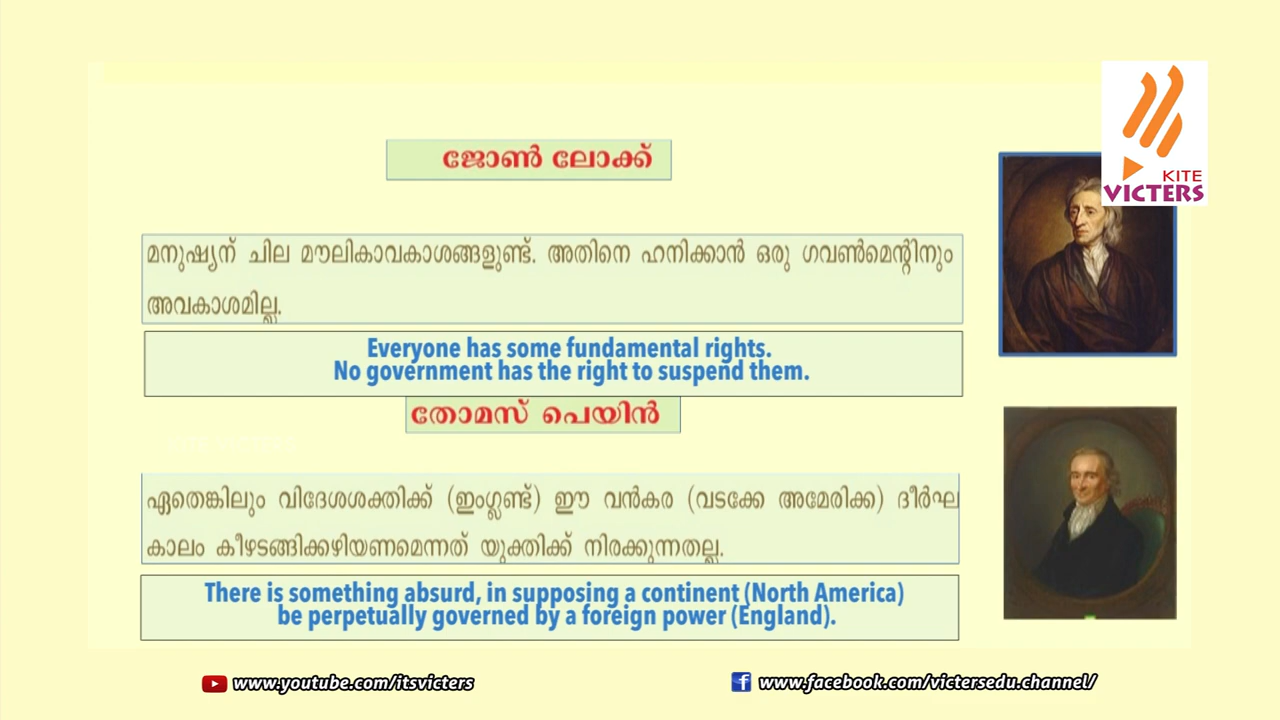 KITE
VICTERS
ജോൺ ലോക്ക്
മനുഷ്യന് ചില മൗലികാവകാശങ്ങളുണ്ട്. അതിനെ ഹനിക്കാൻ ഒരു ഗവൺമെന്റിനും
അവകാശമില്ല.
Everyone has some fundamental rights.
No government has the right to suspend them.
തോമസ് പെയിൻ
ഏതെങ്കിലും വിദേശശക്തിക്ക് (ഇംഗ്ലണ്ട്) ഈ വൻകര (വടക്കേ അമേരിക്ക) ദീർഘ
കാലം കീഴടങ്ങിക്കഴിയണമെന്നത് യുക്തിക്ക് നിരക്കുന്നതല്ല.
There is something absurd, in supposing a continent (North America)
be perpetually governed by a foreign power (England).
www.youtube.com/itsvicters
www.facebook.com/victersedu.channel/